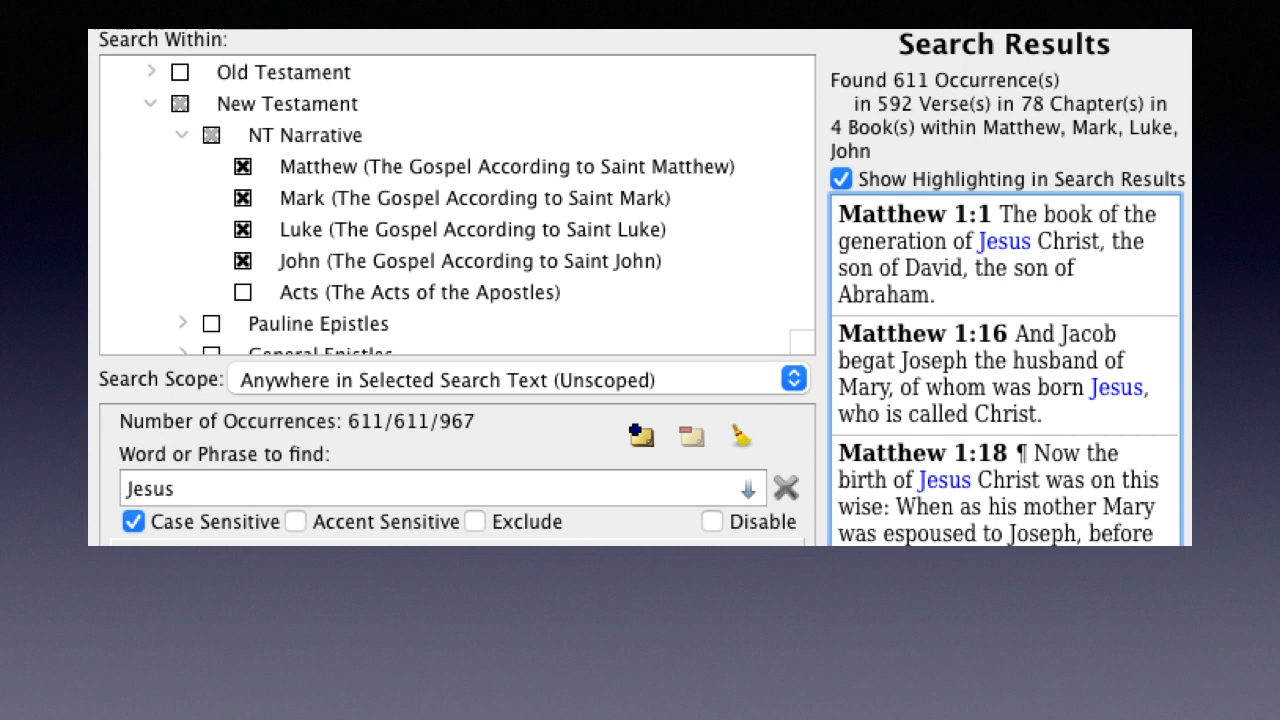 Search Within:
Old Testament
New Testament
NT Narrative
Matthew (The Gospel According to Saint Matthew)
Mark (The Gospel According to Saint Mark)
Luke (The Gospel According to Saint Luke)
John (The Gospel According to Saint John)
Acts (The Acts of the Apostles)
Pauline Epistles
General Epistles
Search Scope: Anywhere in Selected Search Text (Unscoped)
Number of Occurrences: 611/611/967
Word or Phrase to find:
Jesus
Case Sensitive Accent Sensitive Exclude Disable
Search Results
Found 611 Occurrence(s)
in 592 Verse(s) in 78 Chapter(s) in
4 Book(s) within Matthew, Mark, Luke,
John
Show Highlighting in Search Results
Matthew 1:1 The book of the
generation of Jesus Christ, the
son of David, the son of
Abraham.
Matthew 1:16 And Jacob
begat Joseph the husband of
Mary, of whom was born Jesus,
who is called Christ.
Matthew 1:18 ¶ Now the
birth of Jesus Christ was on this
wise: When as his mother Mary
was espoused to Joseph, before